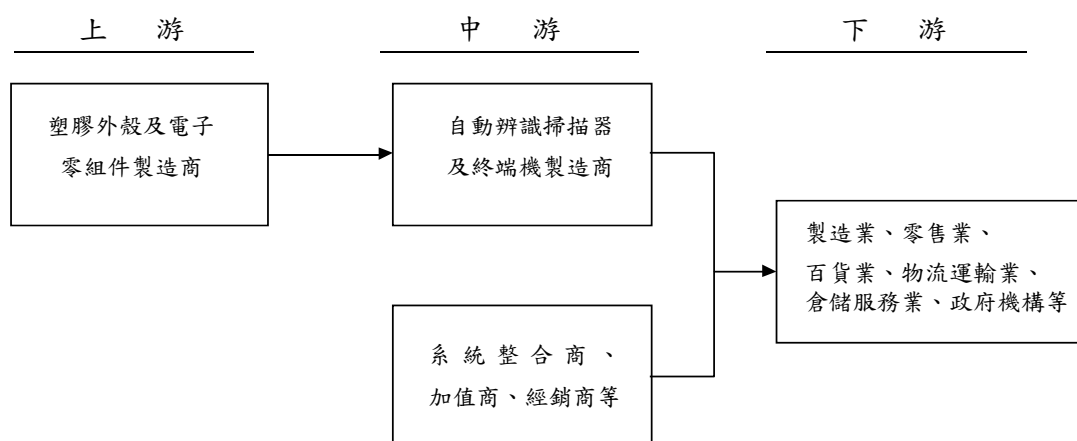 上 游
中 游
下 游
塑膠外殼及電子
零組件製造商
自動辨識掃描器
及終端機製造商
製造業、零售業、
百貨業、物流運輸業、
倉儲服務業、政府機構等
系統整合商、
加值商、經銷商等